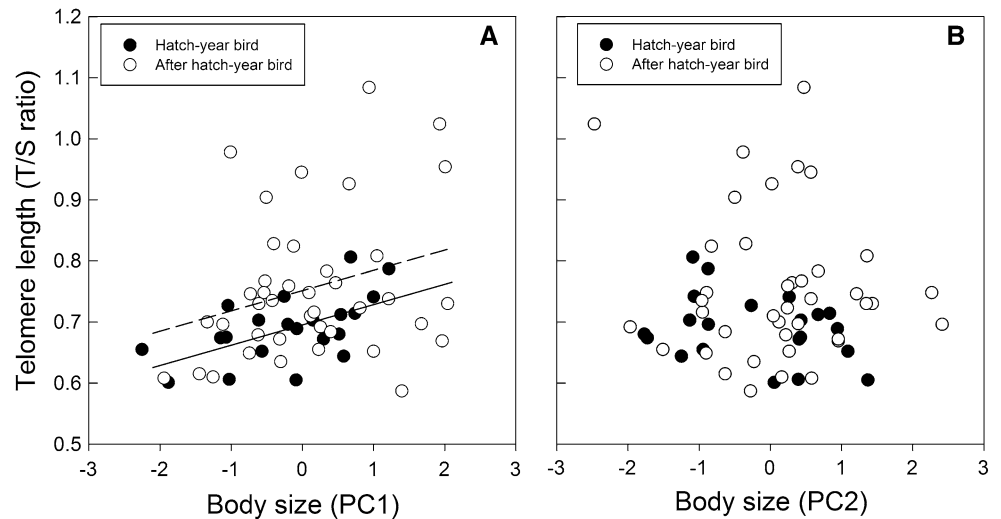 A
Hatch-year bird
After hatch-year bird
1.2
1.1
1.0
0.9
0.8
0.7
0.6
0.5
Telomere length (T/S ratio)
-3 -2 -1 0 1 2 3
Body size (PC1)
B
Hatch-year bird
After hatch-year bird
-3 -2 -1 0 1 2 3
Body size (PC2)